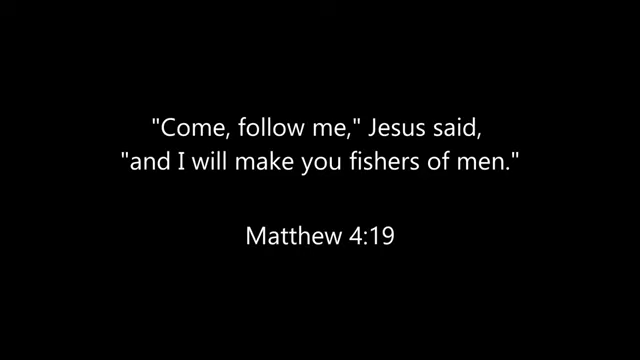 "Come, follow me," Jesus said,
"and I will make you fishers of men."
Matthew 4:19